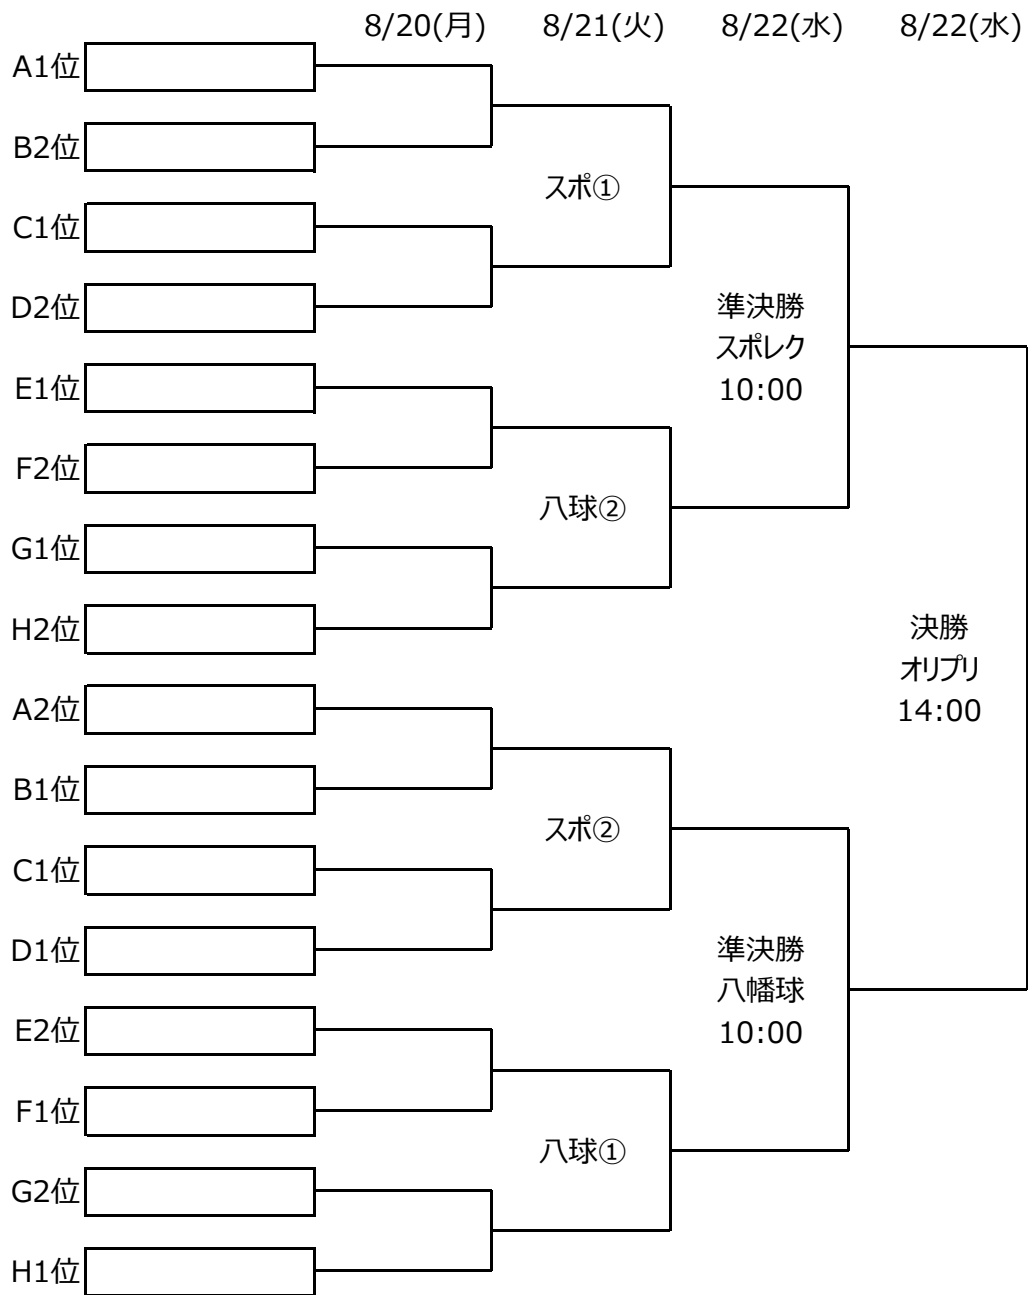 8/20(月) 8/21(火) 8/22(水) 8/22(水)
A1位
B2位
スポ①
C1位
D2位
準決勝
スポレク
10:00
E1位
F2位
八球②
G1位
H2位
決勝
オリプリ
14:00
A2位
B1位
スポ②
C1位
D1位
準決勝
八幡球
10:00
E2位
F1位
八球①
G2位
H1位